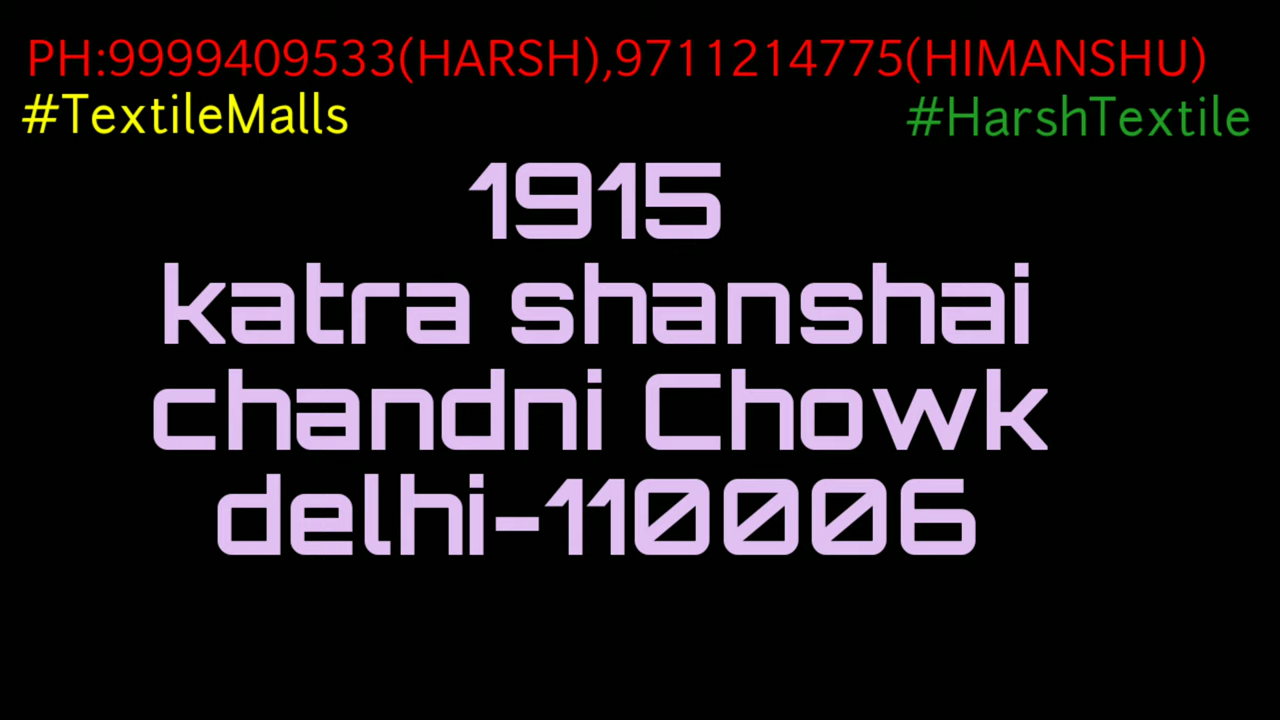 PH:9999409533(HARSH),9711214775(HIMANSHU)
#TextileMalls #HarshTextile
1915
katra shanshai
chandni Chowk
delhi-110006